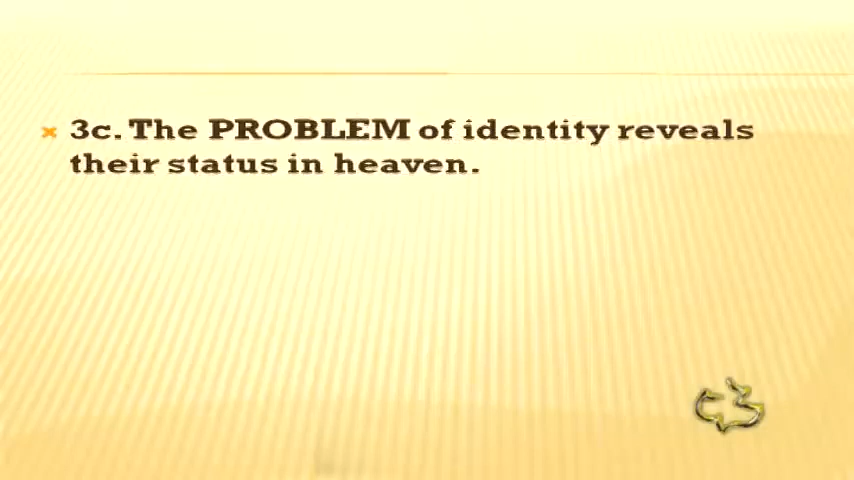 3c. The PROBLEM of identity reveals
their status in heaven.